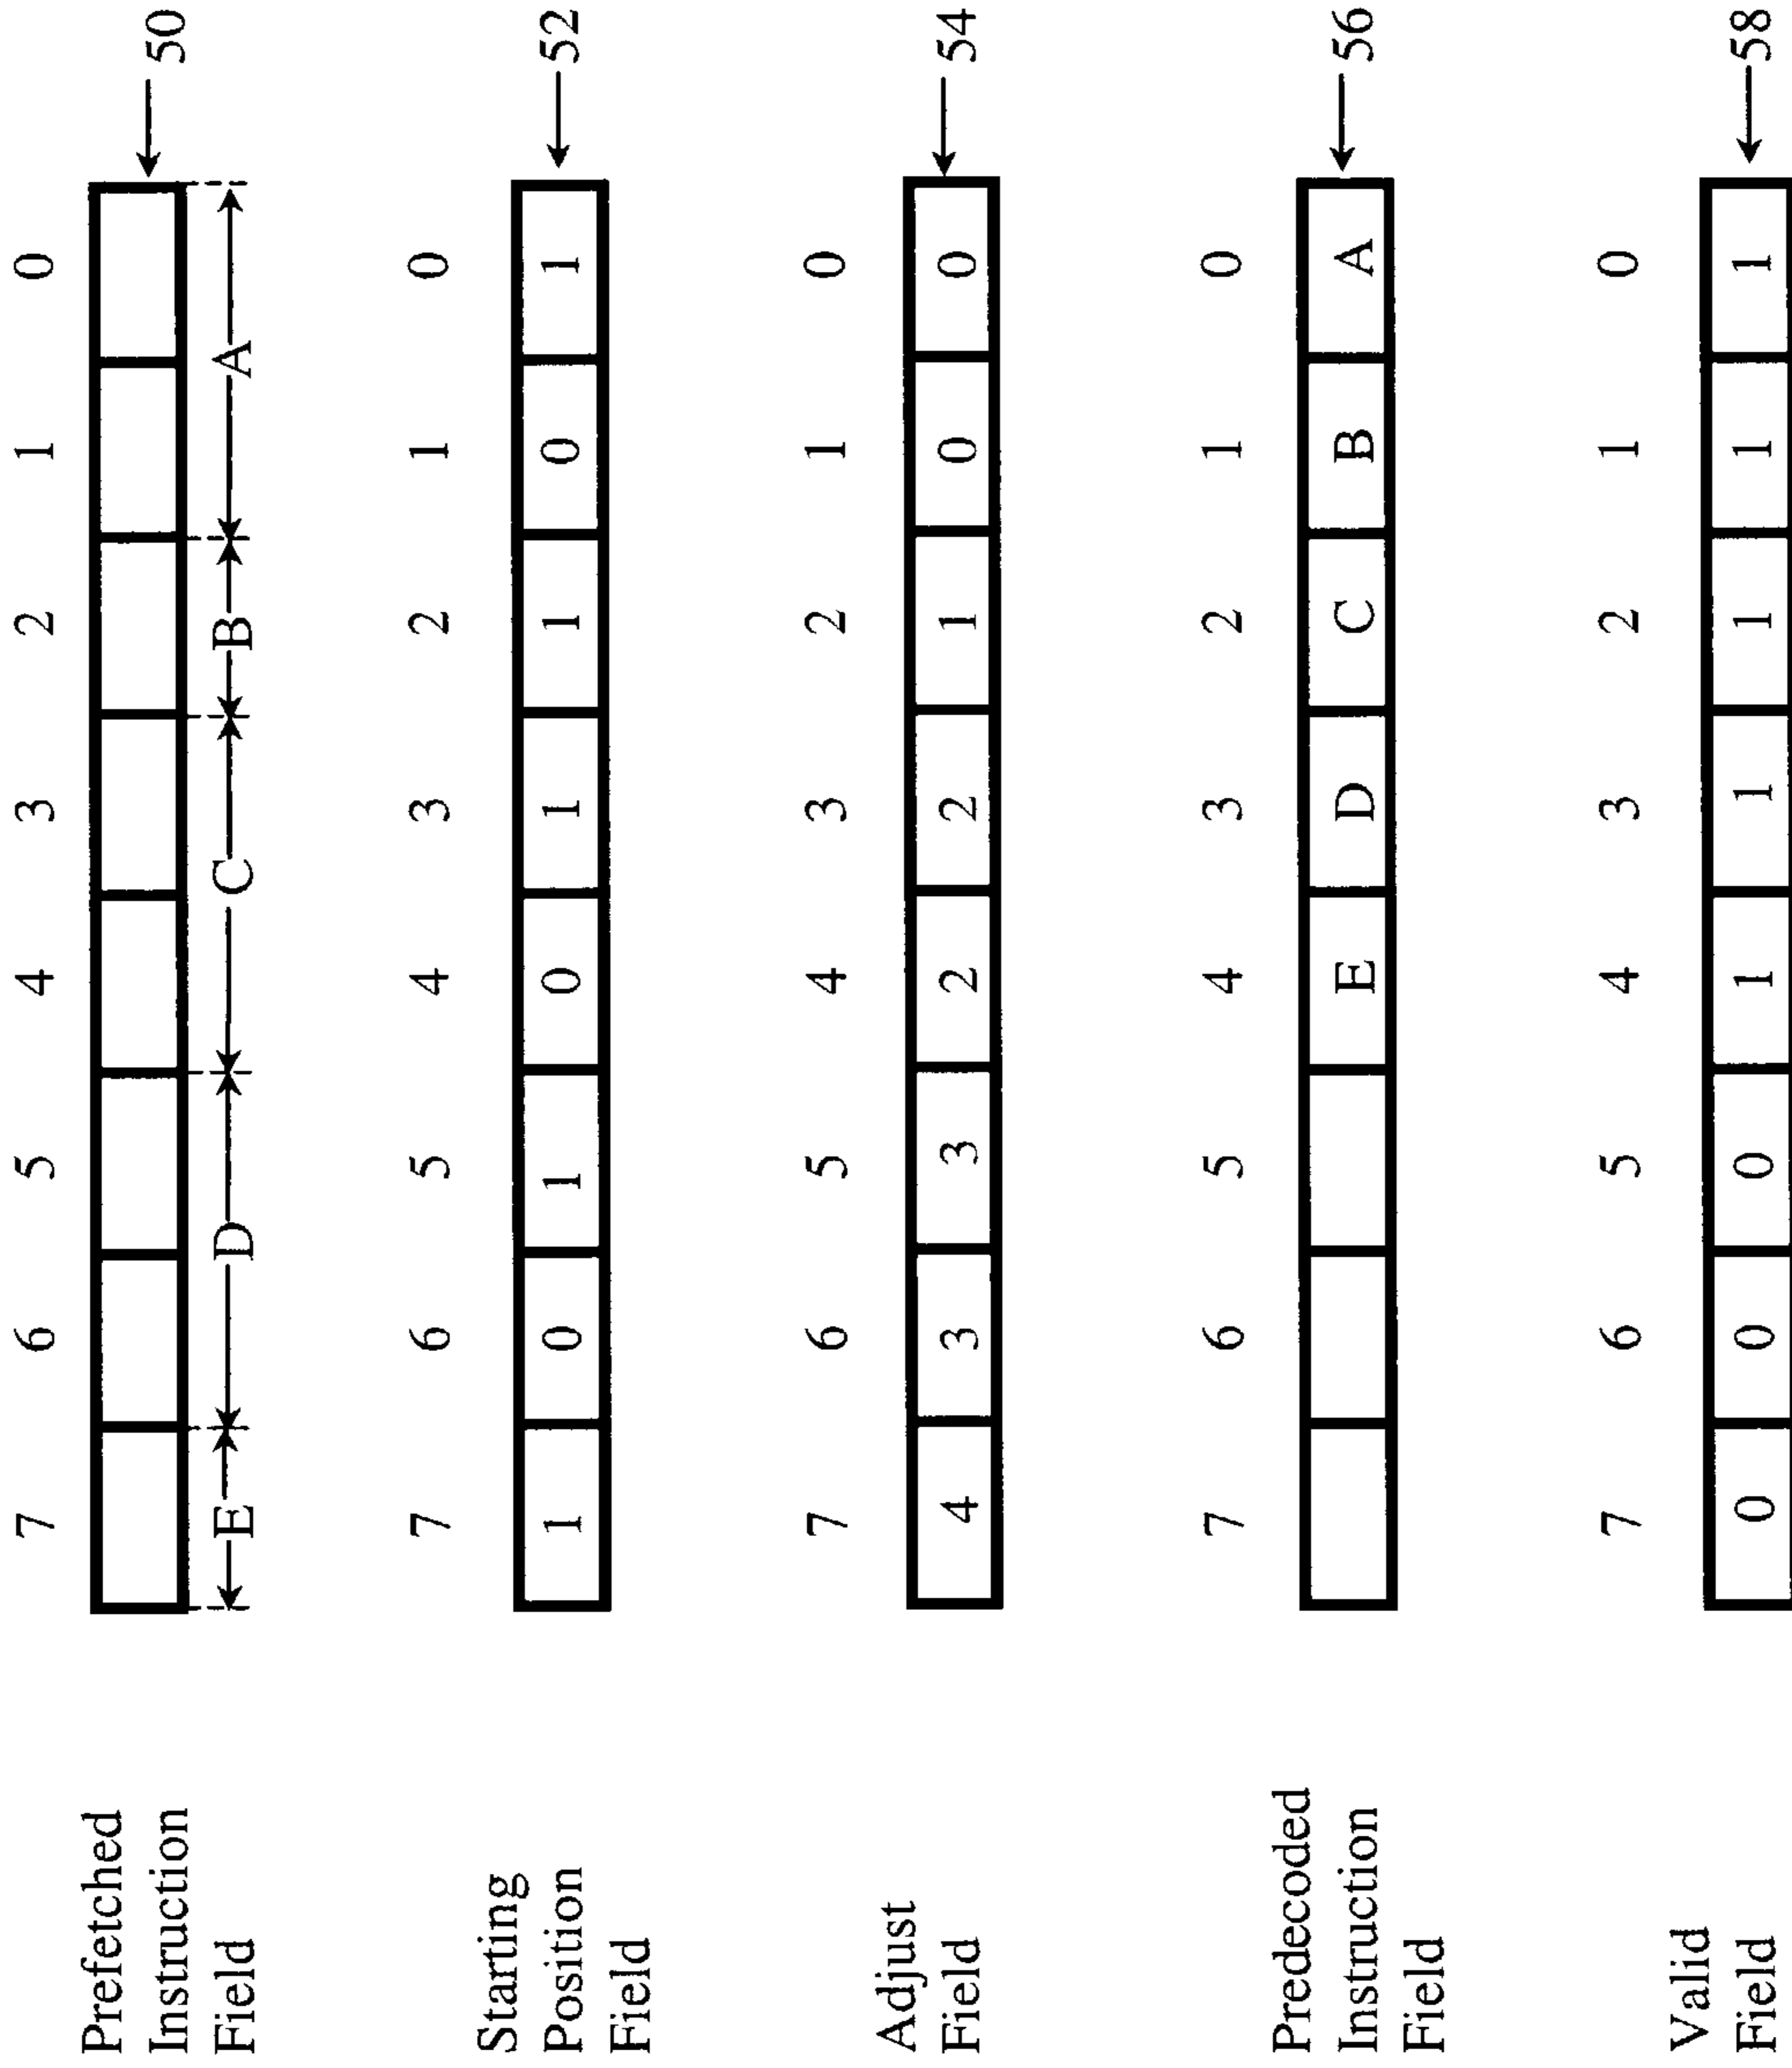 7 6 5 4 3 2 1 0
Prefetched
Instruction
Field
50
E D C B A
7 6 5 4 3 2 1 0
Starting
Position
Field
1 0 1 0 1 1 0 1
52
7 6 5 4 3 2 1 0
Adjust
Field
4 3 3 2 2 1 0 0
54
7 6 5 4 3 2 1 0
Predecoded
Instruction
Field
E D C B A
56
7 6 5 4 3 2 1 0
Valid
Field
0 0 0 1 1 1 1 1
58